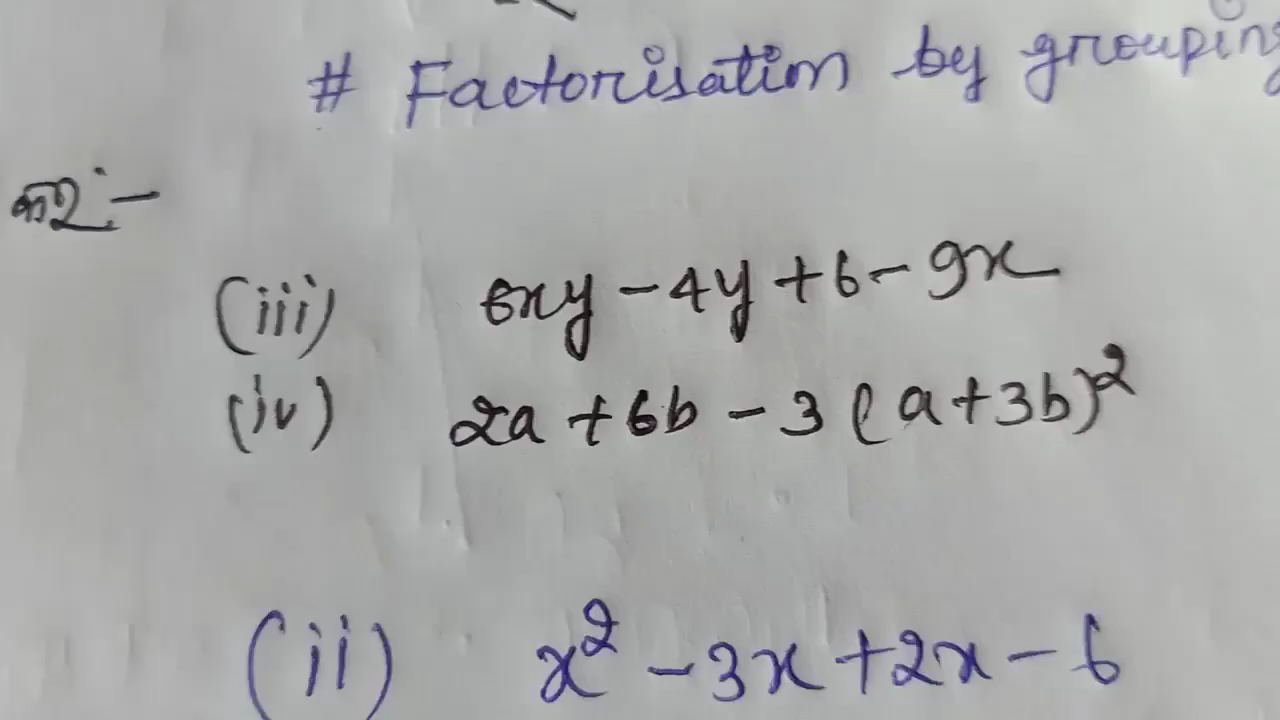 # Factorisation by grouping
(iii) 6xy - 4y + 6 - 9x
(iv) 2a + 6b - 3 (a + 3b)²
(ii) x² - 3x + 2x - 6